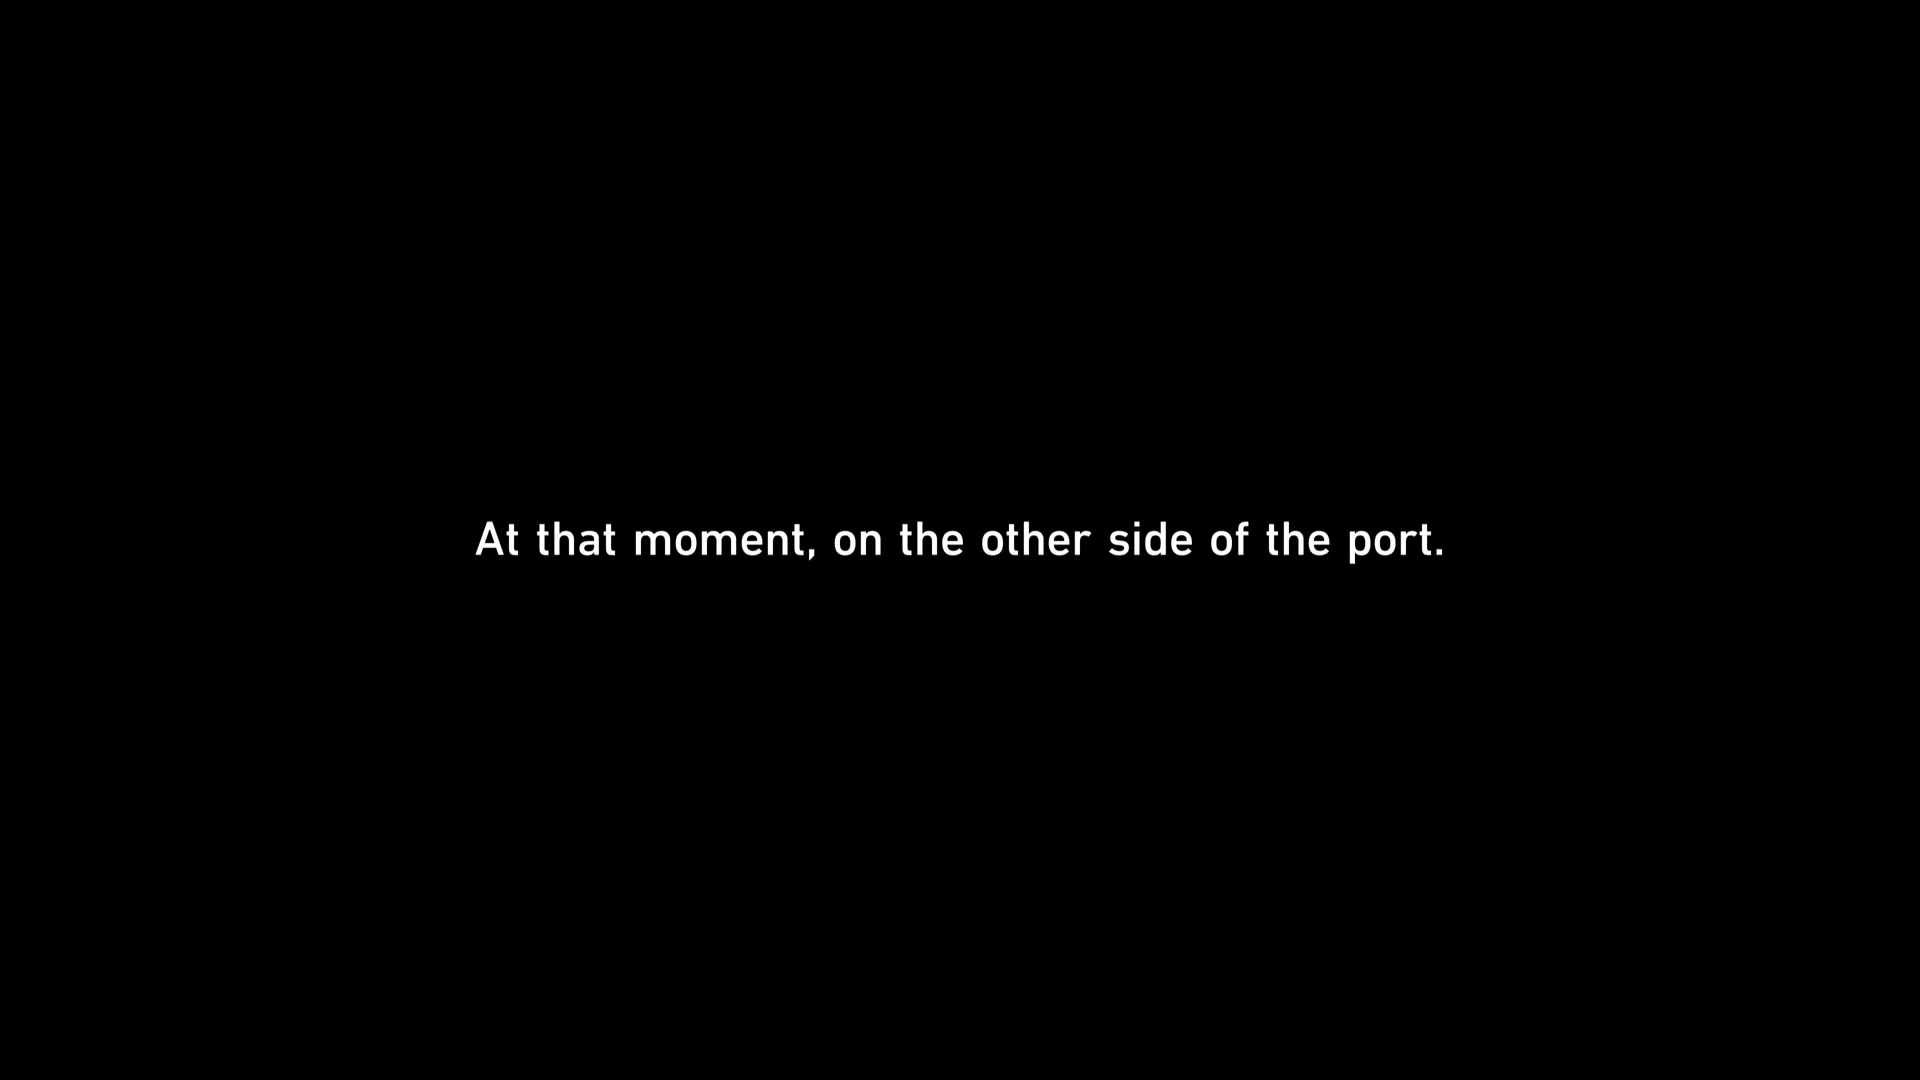 At that moment, on the other side of the port.